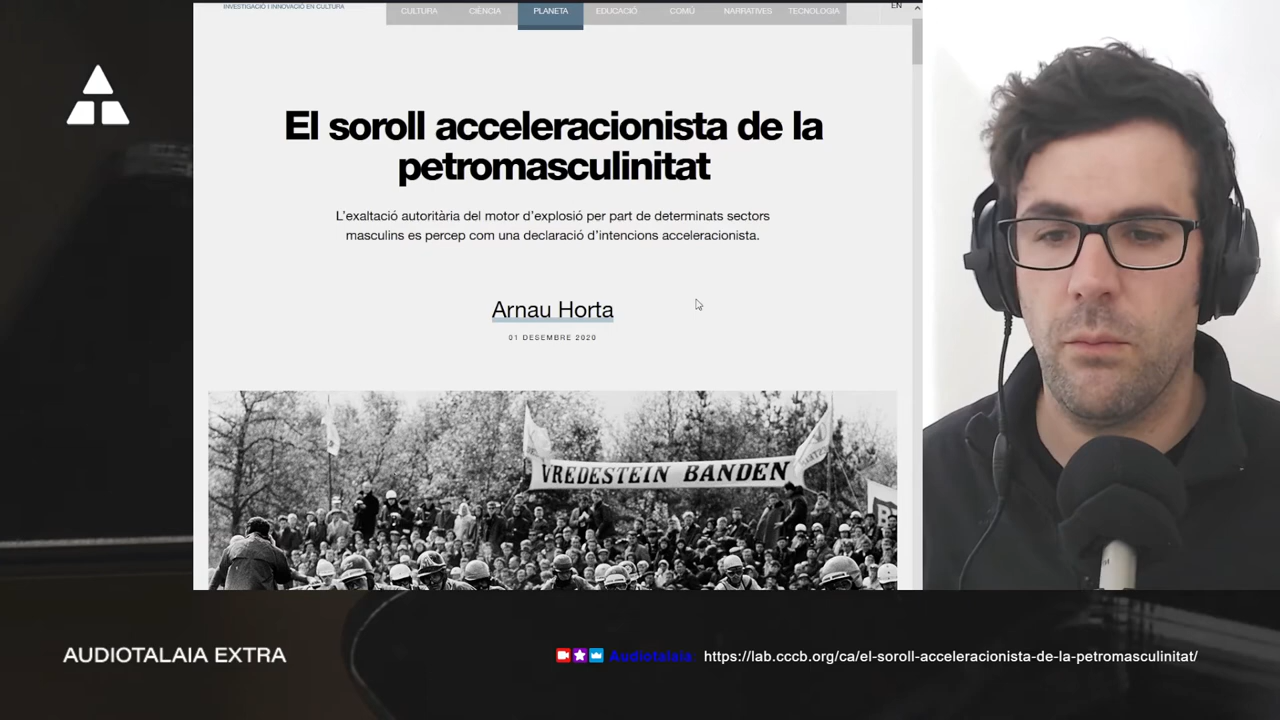 INVESTIGACIÓ I INNOVACIÓ EN CULTURA
CULTURA CIÈNCIA PLANETA EDUCACIÓ COMÚ NARRATIVES TECNOLOGIA EN
El soroll acceleracionista de la
petromasculinitat
L'exaltació autoritària del motor d'explosió per part de determinats sectors
masculins es percep com una declaració d'intencions acceleracionista.
Arnau Horta
01 DESEMBRE 2020
VREDESTEIN BANDEN
AUDIOTALAIA EXTRA
Audiotalaia: https://lab.cccb.org/ca/el-soroll-acceleracionista-de-la-petromasculinitat/